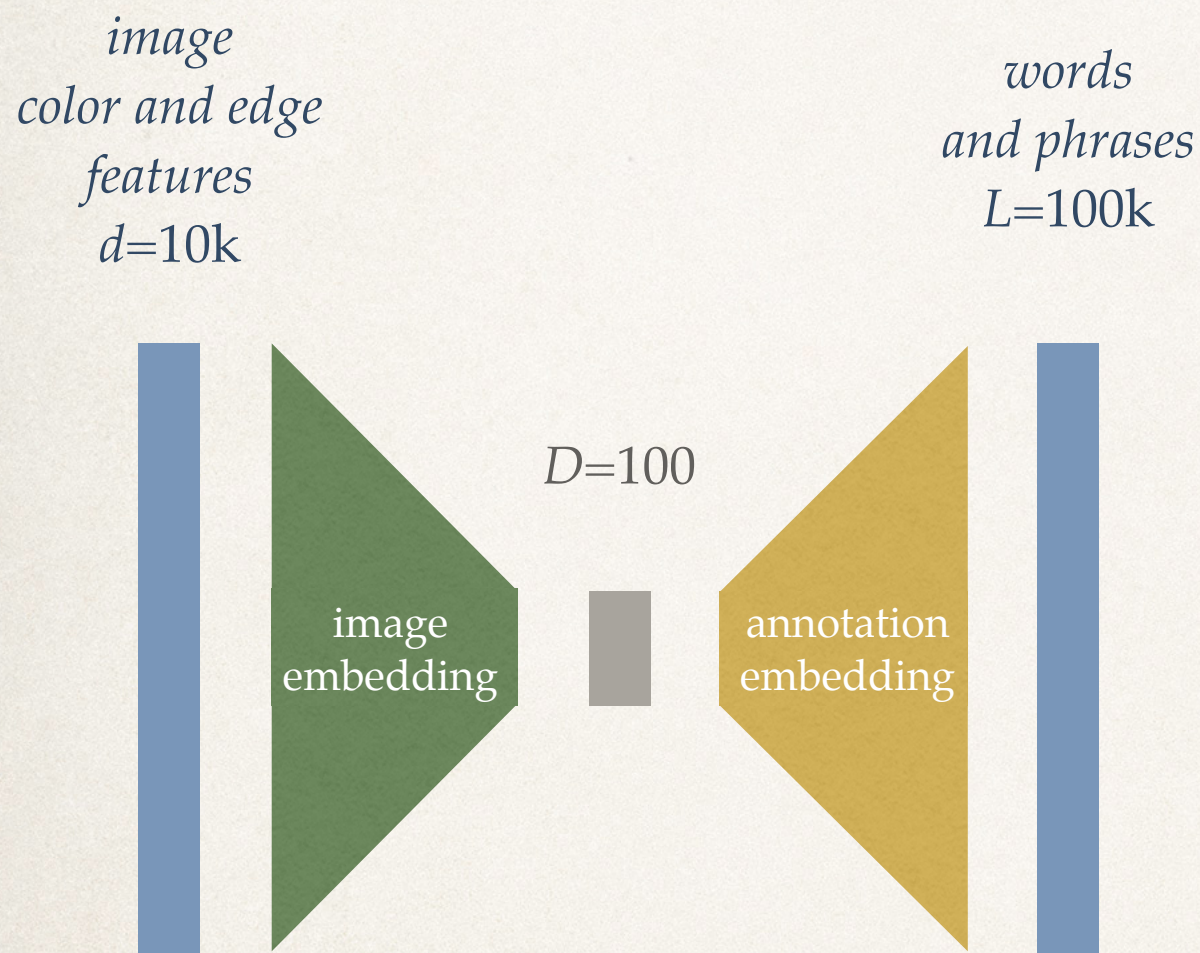 image
color and edge
features
d=10k
words
and phrases
L=100k
D=100
image
embedding
annotation
embedding